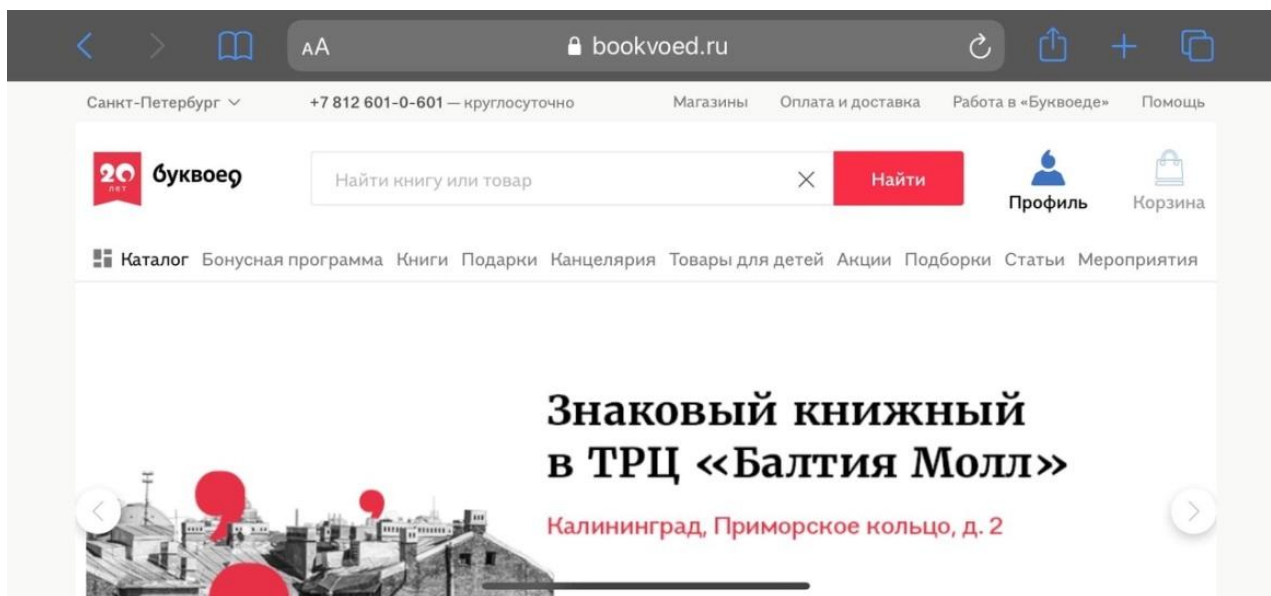 AA bookvoed.ru
Санкт-Петербург +7 812 601-0-601 — круглосуточно Магазины Оплата и доставка Работа в «Буквоеде» Помощь
20 лет буквоед Найти книгу или товар Найти Профиль Корзина
Каталог Бонусная программа Книги Подарки Канцелярия Товары для детей Акции Подборки Статьи Мероприятия
Знаковый книжный
в ТРЦ «Балтия Молл»
Калининград, Приморское кольцо, д. 2